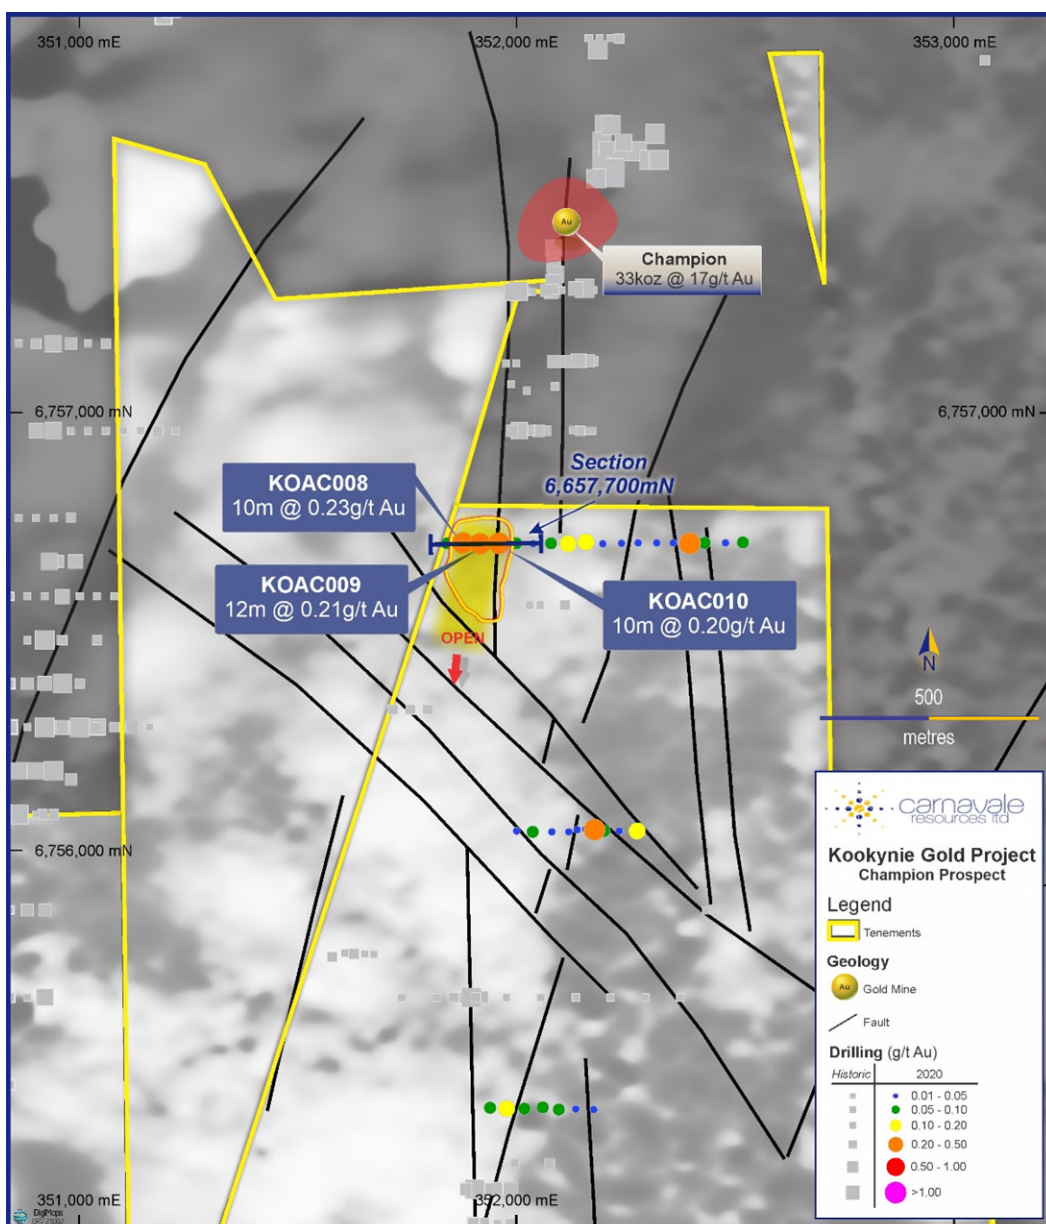 351,000 mE
352,000 mE
353,000 mE
Au
Champion
33koz @ 17g/t Au
6,757,000 mN
6,757,000 mN
Section
6,657,700mN
KOAC008
10m @ 0.23g/t Au
KOAC009
12m @ 0.21g/t Au
KOAC010
10m @ 0.20g/t Au
OPEN
N
500
metres
6,756,000 mN
carnavale
resources ltd
Kookynie Gold Project
Champion Prospect
Legend
Tenements
Geology
Au
Gold Mine
Fault
Drilling (g/t Au)
Historic
2020
0.01 - 0.05
0.05 - 0.10
0.10 - 0.20
0.20 - 0.50
0.50 - 1.00
>1.00
351,000 mE
352,000 mE
DigiMaps